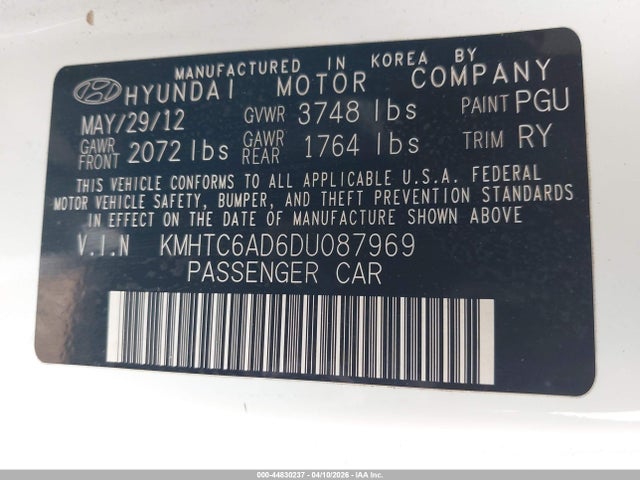 MANUFACTURED IN KOREA BY
HYUNDAI MOTOR COMPANY
MAY/29/12 GVWR 3748 lbs PAINT PGU
GAWR FRONT 2072 lbs GAWR REAR 1764 lbs TRIM RY
THIS VEHICLE CONFORMS TO ALL APPLICABLE U.S.A. FEDERAL
MOTOR VEHICLE SAFETY, BUMPER, AND THEFT PREVENTION STANDARDS
IN EFFECT ON THE DATE OF MANUFACTURE SHOWN ABOVE
V.I.N KMHTC6AD6DU087969
PASSENGER CAR
000-44830237 - 04/10/2026 - IAA Inc.